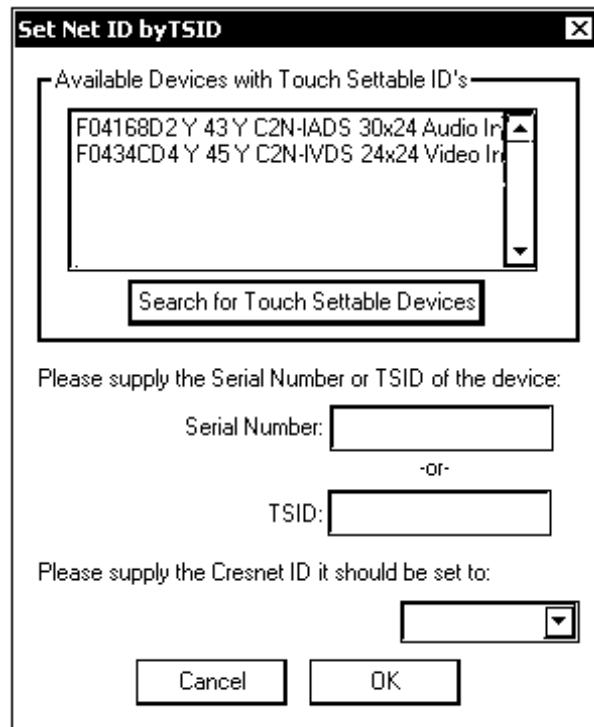 Set Net ID byTSID
Available Devices with Touch Settable ID's
F04168D2 Y 43 Y C2N-IADS 30x24 Audio
F0434CD4 Y 45 Y C2N-IVDS 24x24 Video
Search for Touch Settable Devices
Please supply the Serial Number or TSID of the device:
Serial Number:
-or-
TSID:
Please supply the Cresnet ID it should be set to:
Cancel
OK